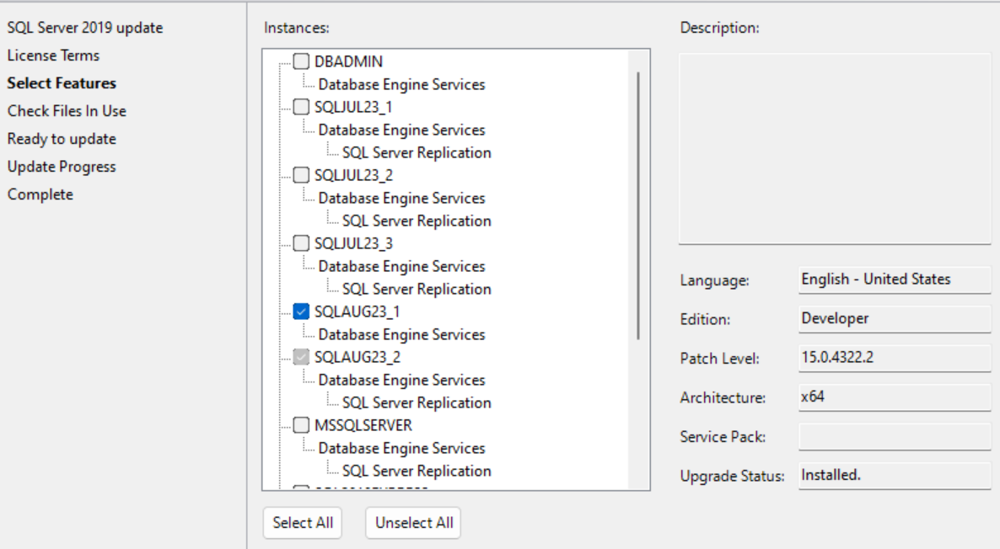 SQL Server 2019 update
License Terms
Select Features
Check Files In Use
Ready to update
Update Progress
Complete
Instances:
DBADMIN
Database Engine Services
SQLJUL23_1
Database Engine Services
SQL Server Replication
SQLJUL23_2
Database Engine Services
SQL Server Replication
SQLJUL23_3
Database Engine Services
SQL Server Replication
SQLAUG23_1
Database Engine Services
SQLAUG23_2
Database Engine Services
SQL Server Replication
MSSQLSERVER
Database Engine Services
SQL Server Replication
Select All
Unselect All
Description:
Language: English - United States
Edition: Developer
Patch Level: 15.0.4322.2
Architecture: x64
Service Pack:
Upgrade Status: Installed.